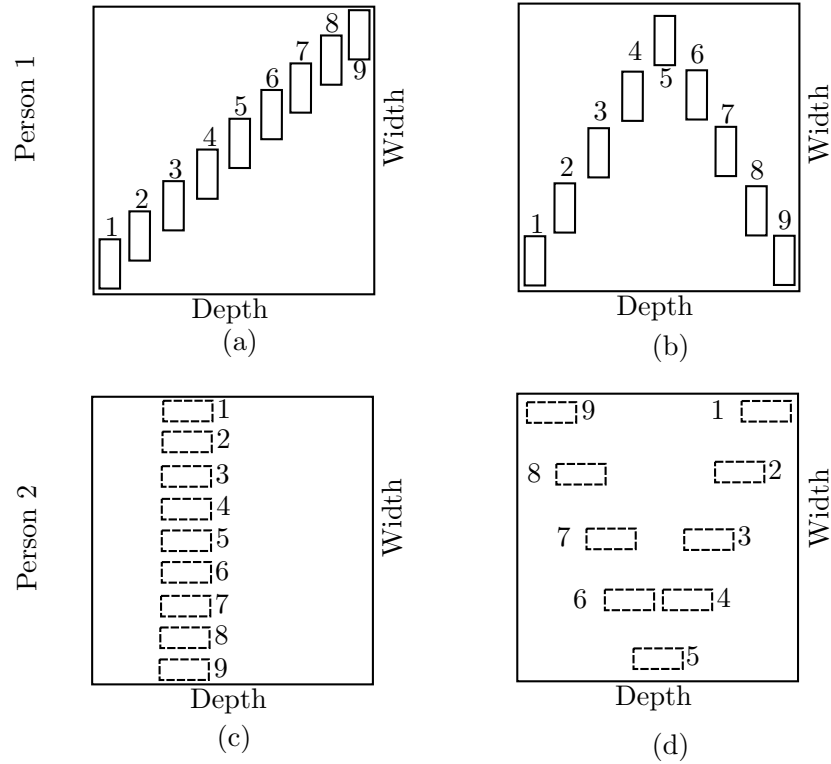 Person 1
1 2 3 4 5 6 7 8 9
Width
Depth
(a)
1 2 3 4 5 6 7 8 9
Width
Depth
(b)
Person 2
1
2
3
4
5
6
7
8
9
Width
Depth
(c)
9 1
8 2
7 3
6 4
5
Width
Depth
(d)